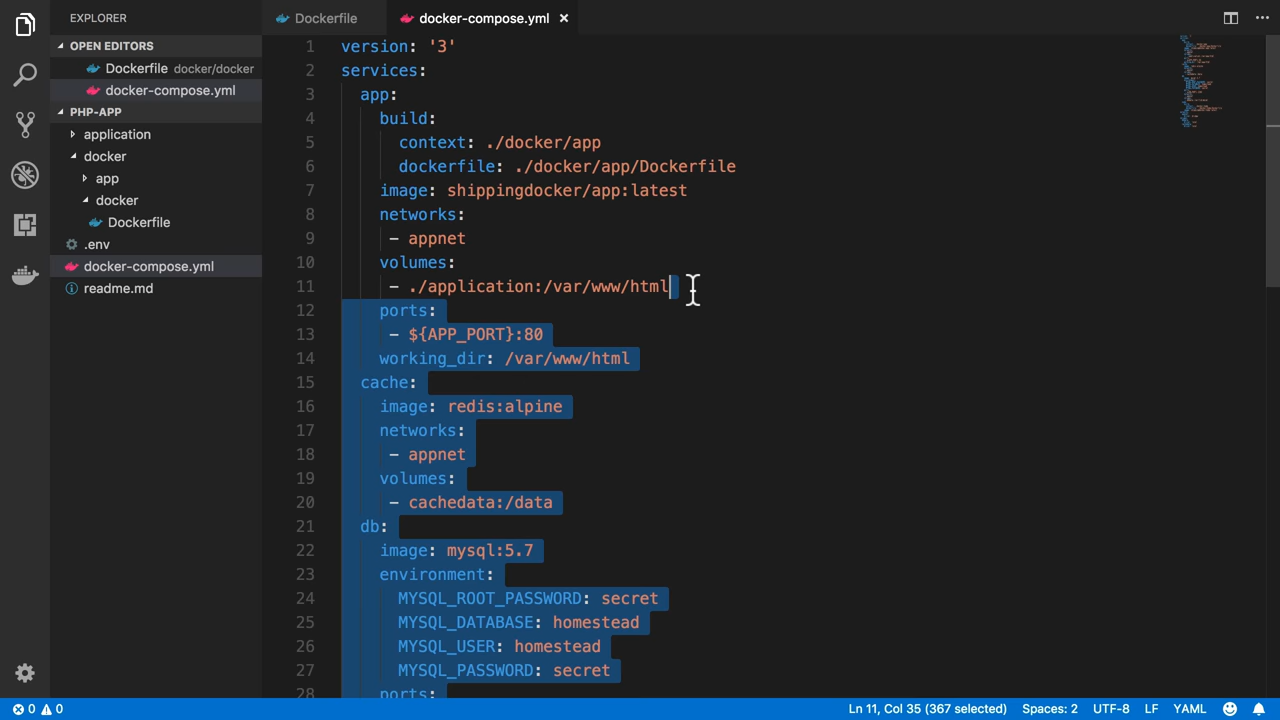 EXPLORER
Dockerfile
docker-compose.yml
OPEN EDITORS
Dockerfile docker/docker
docker-compose.yml
PHP-APP
application
docker
app
docker
Dockerfile
.env
docker-compose.yml
readme.md
1 version: '3'
2 services:
3 app:
4 build:
5 context: ./docker/app
6 dockerfile: ./docker/app/Dockerfile
7 image: shippingdocker/app:latest
8 networks:
9 - appnet
10 volumes:
11 - ./application:/var/www/html
12 ports:
13 - ${APP_PORT}:80
14 working_dir: /var/www/html
15 cache:
16 image: redis:alpine
17 networks:
18 - appnet
19 volumes:
20 - cachedata:/data
21 db:
22 image: mysql:5.7
23 environment:
24 MYSQL_ROOT_PASSWORD: secret
25 MYSQL_DATABASE: homestead
26 MYSQL_USER: homestead
27 MYSQL_PASSWORD: secret
28 ports:
0 0 Ln 11, Col 35 (367 selected) Spaces: 2 UTF-8 LF YAML